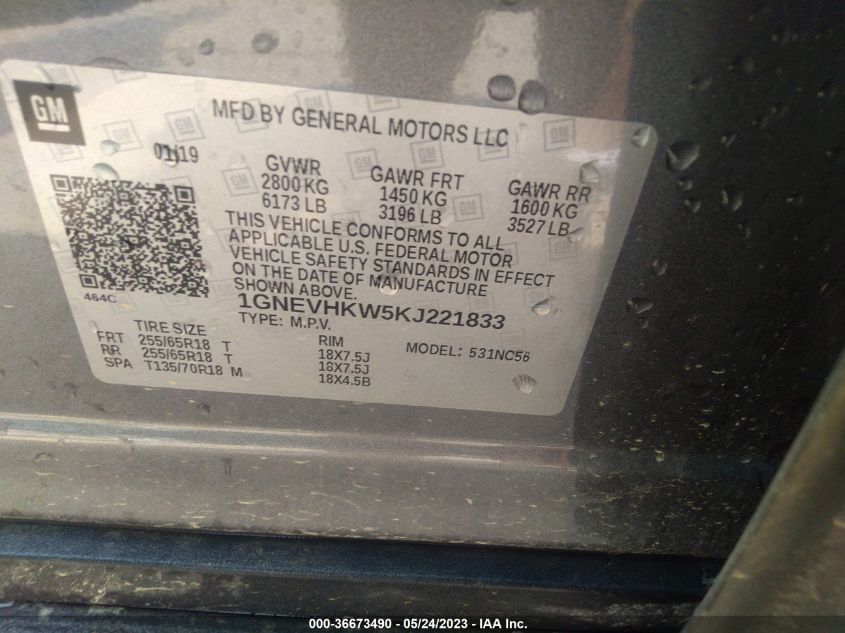 GM
MFD BY GENERAL MOTORS LLC
01/19
GVWR
2800 KG
6173 LB
GAWR FRT
1450 KG
3196 LB
GAWR RR
1600 KG
3527 LB
THIS VEHICLE CONFORMS TO ALL
APPLICABLE U.S. FEDERAL MOTOR
VEHICLE SAFETY STANDARDS IN EFFECT
ON THE DATE OF MANUFACTURE
SHOWN ABOVE.
464C
1GNEVHKW5KJ221833
TYPE: M.P.V.
MODEL: 531NC56
TIRE SIZE RIM
FRT 255/65R18 T 18X7.5J
RR 255/65R18 T 18X7.5J
SPA T135/70R18 M 18X4.5B
000-36673490 - 05/24/2023 - IAA Inc.